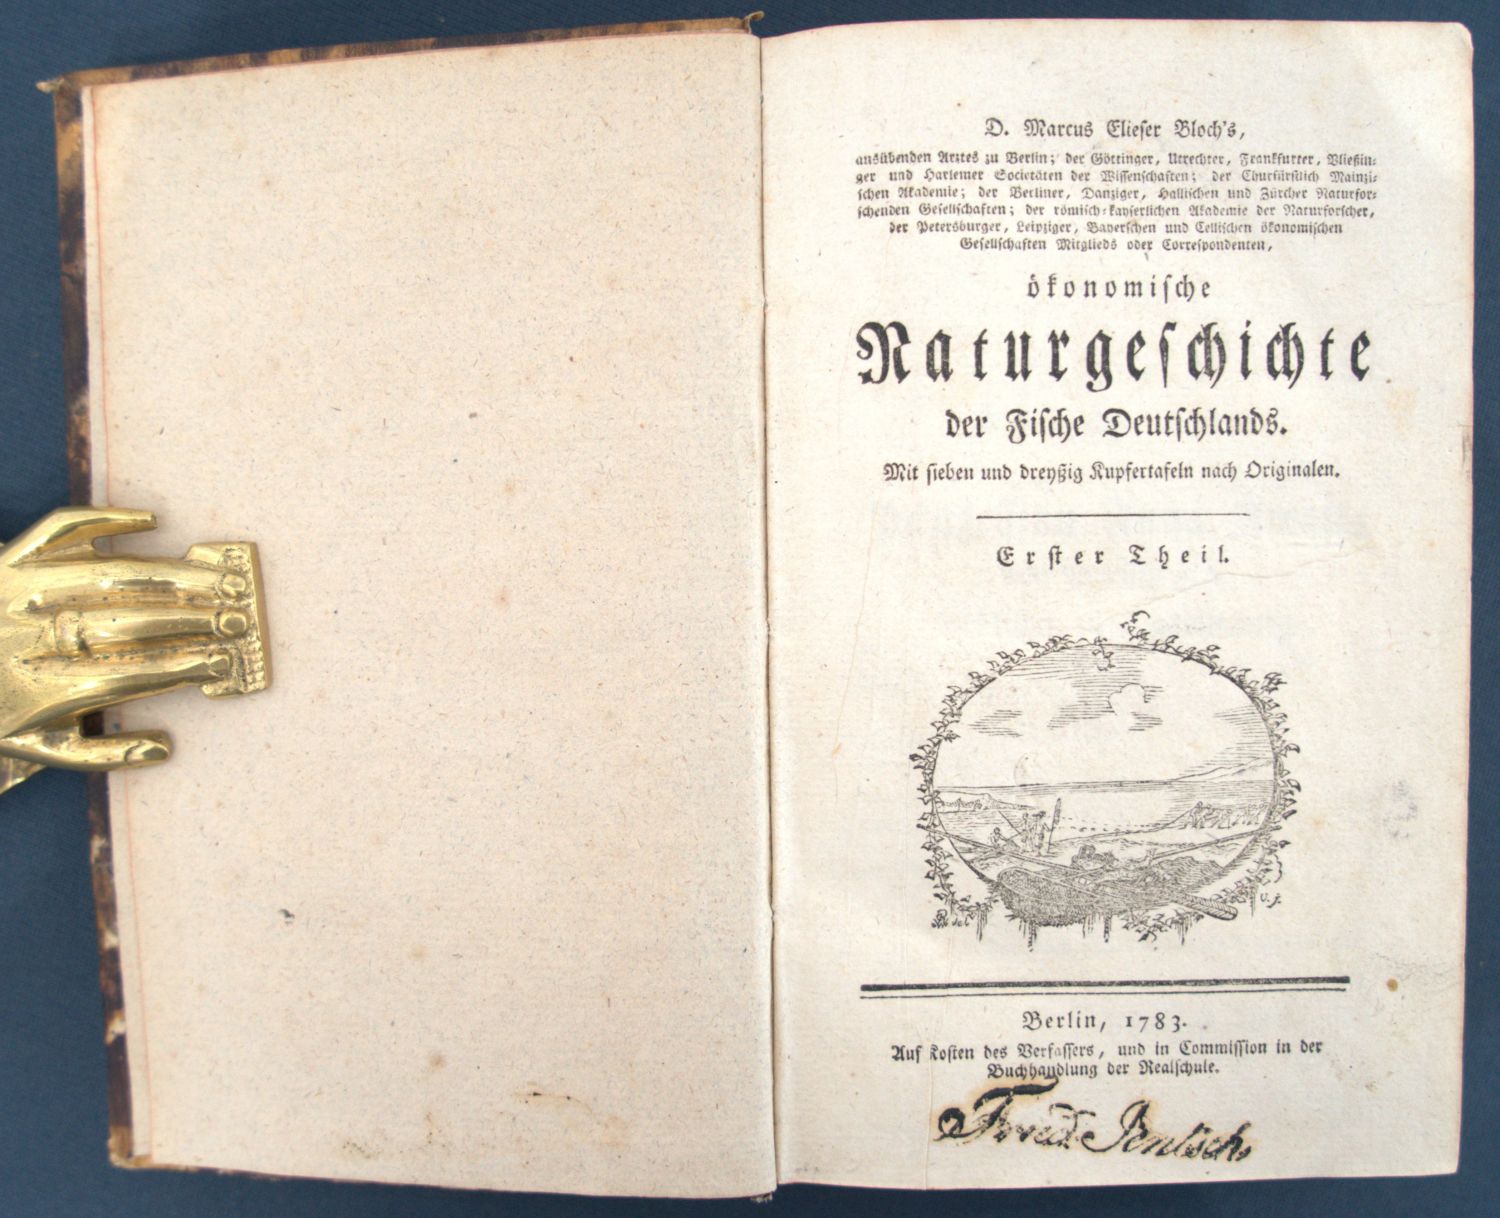 D. Marcus Elieser Bloch's,
ausübenden Arztes zu Berlin; der Göttinger, Utrechter, Frankfurter, Vließin-
ger und Harlemer Societäten der Wissenschaften; der Churfürstlich Mainzi-
schen Akademie; der Berliner, Danziger, Hallischen und Zürcher Naturfor-
schenden Gesellschaften; der römisch-kayserlichen Akademie der Naturforscher,
der Petersburger, Leipziger, Bayerschen und Cellischen ökonomischen
Gesellschaften Mitglieds oder Correspondenten,
ökonomische
Naturgeschichte
der Fische Deutschlands.
Mit sieben und dreyßig Kupfertafeln nach Originalen.
Erster Theil.
Berlin, 1783.
Auf Kosten des Verfassers, und in Commission in der
Buchhandlung der Realschule.
Fried. Jentsch